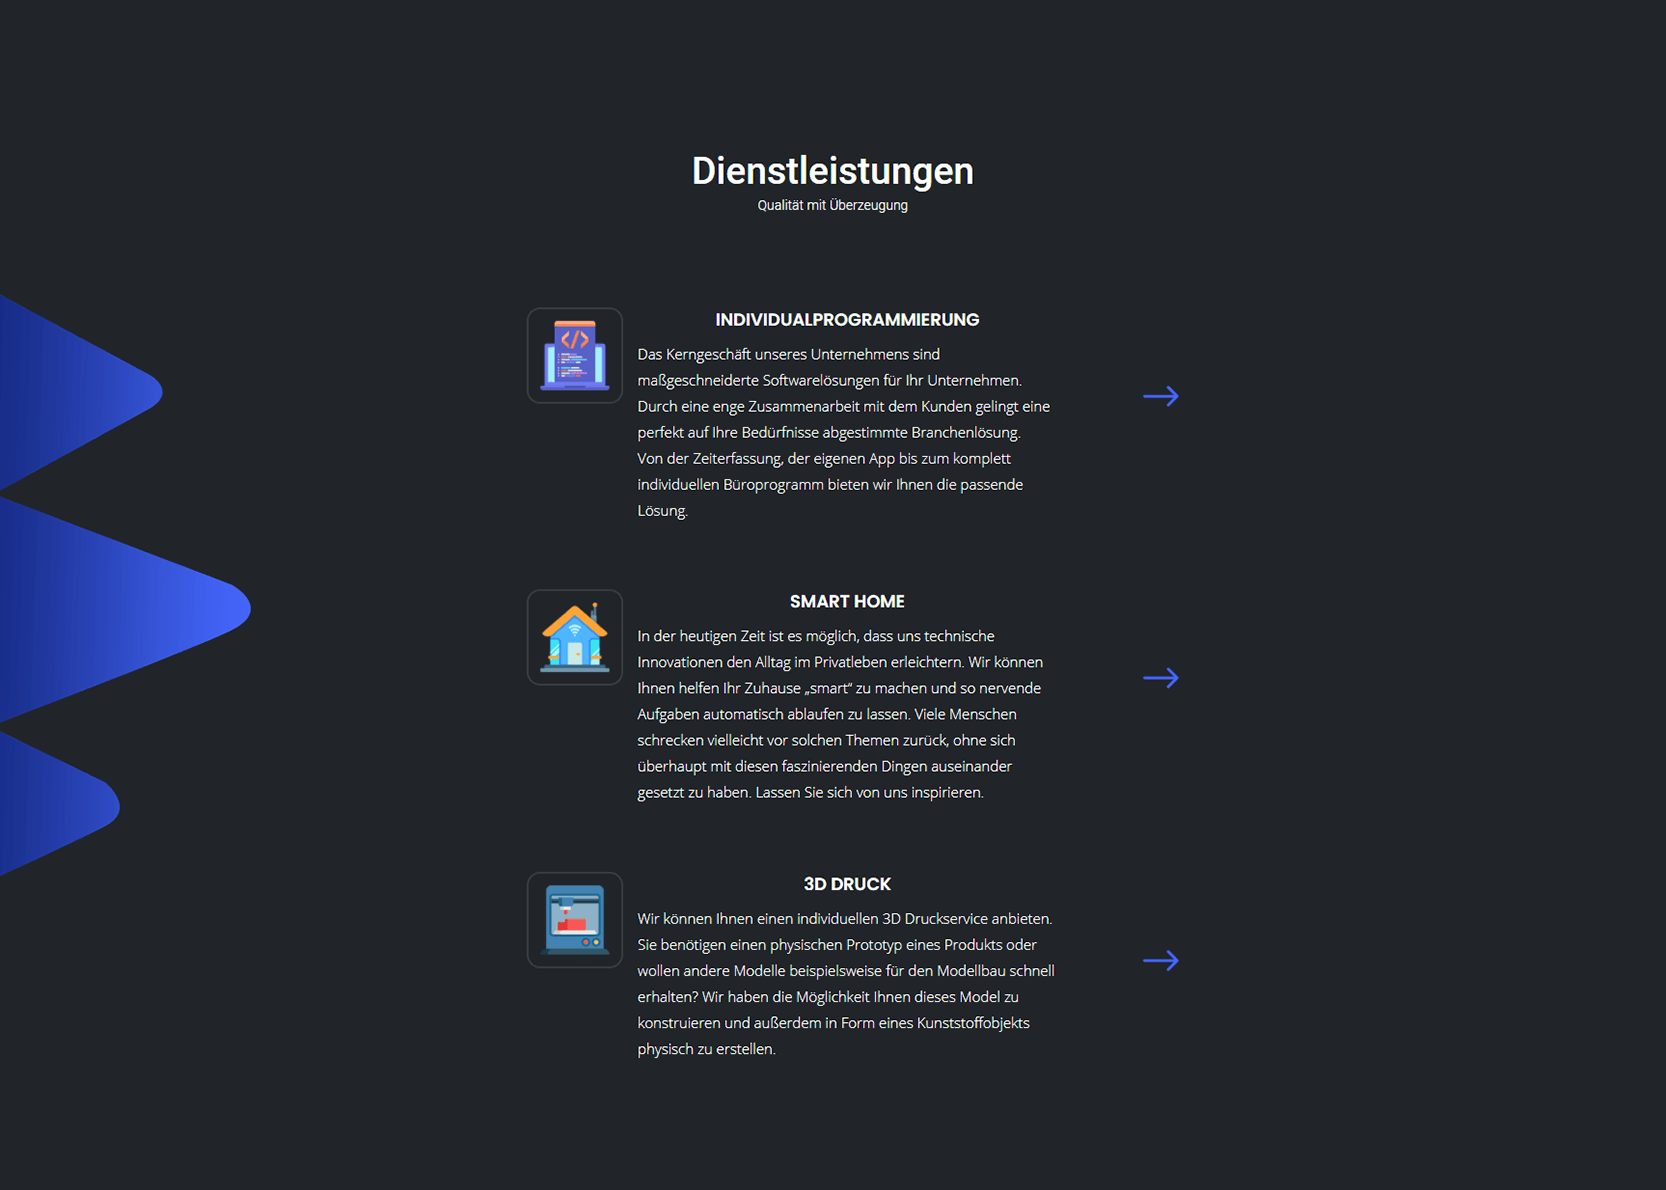 Dienstleistungen
Qualität mit Überzeugung
INDIVIDUALPROGRAMMIERUNG
Das Kerngeschäft unseres Unternehmens sind
maßgeschneiderte Softwarelösungen für Ihr Unternehmen.
Durch eine enge Zusammenarbeit mit dem Kunden gelingt eine
perfekt auf Ihre Bedürfnisse abgestimmte Branchenlösung.
Von der Zeiterfassung, der eigenen App bis zum komplett
individuellen Büroprogramm bieten wir Ihnen die passende
Lösung.
SMART HOME
In der heutigen Zeit ist es möglich, dass uns technische
Innovationen den Alltag im Privatleben erleichtern. Wir können
Ihnen helfen Ihr Zuhause „smart“ zu machen und so nervende
Aufgaben automatisch ablaufen zu lassen. Viele Menschen
schrecken vielleicht vor solchen Themen zurück, ohne sich
überhaupt mit diesen faszinierenden Dingen auseinander
gesetzt zu haben. Lassen Sie sich von uns inspirieren.
3D DRUCK
Wir können Ihnen einen individuellen 3D Druckservice anbieten.
Sie benötigen einen physischen Prototyp eines Produkts oder
wollen andere Modelle beispielsweise für den Modellbau schnell
erhalten? Wir haben die Möglichkeit Ihnen dieses Model zu
konstruieren und außerdem in Form eines Kunststoffobjekts
physisch zu erstellen.